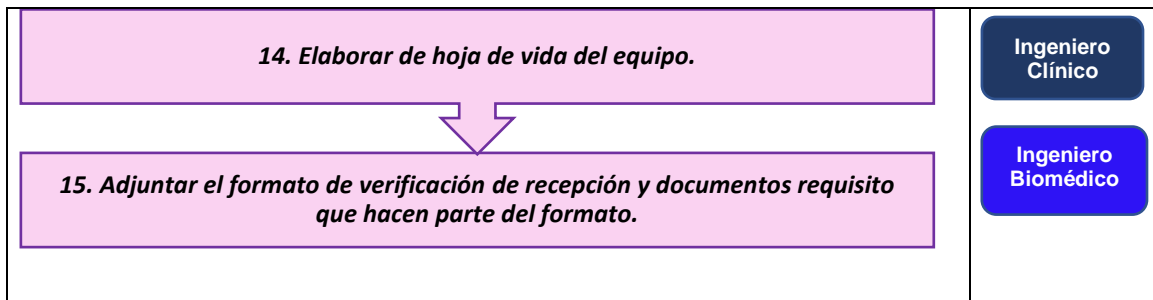 14. Elaborar de hoja de vida del equipo.
Ingeniero
Clínico
15. Adjuntar el formato de verificación de recepción y documentos requisito
que hacen parte del formato.
Ingeniero
Biomédico